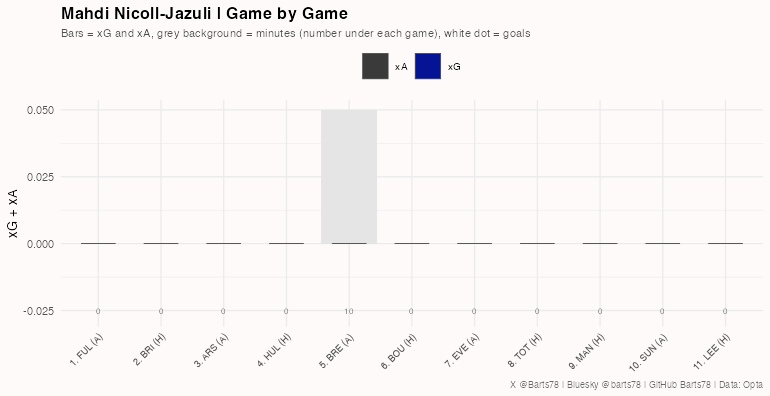 Mahdi Nicoll-Jazuli | Game by Game
Bars = xG and xA, grey background = minutes (number under each game), white dot = goals
xA xG
xG + xA
0.050
0.025
0.000
-0.025
0 0 0 0 10 0 0 0 0 0 0
1. FUL (A)
2. BRI (H)
3. ARS (A)
4. HUL (H)
5. BRE (A)
6. BOU (H)
7. EVE (A)
8. TOT (H)
9. MAN (H)
10. SUN (A)
11. LEE (H)
X @Barts78 | Bluesky @barts78 | GitHub Barts78 | Data: Opta